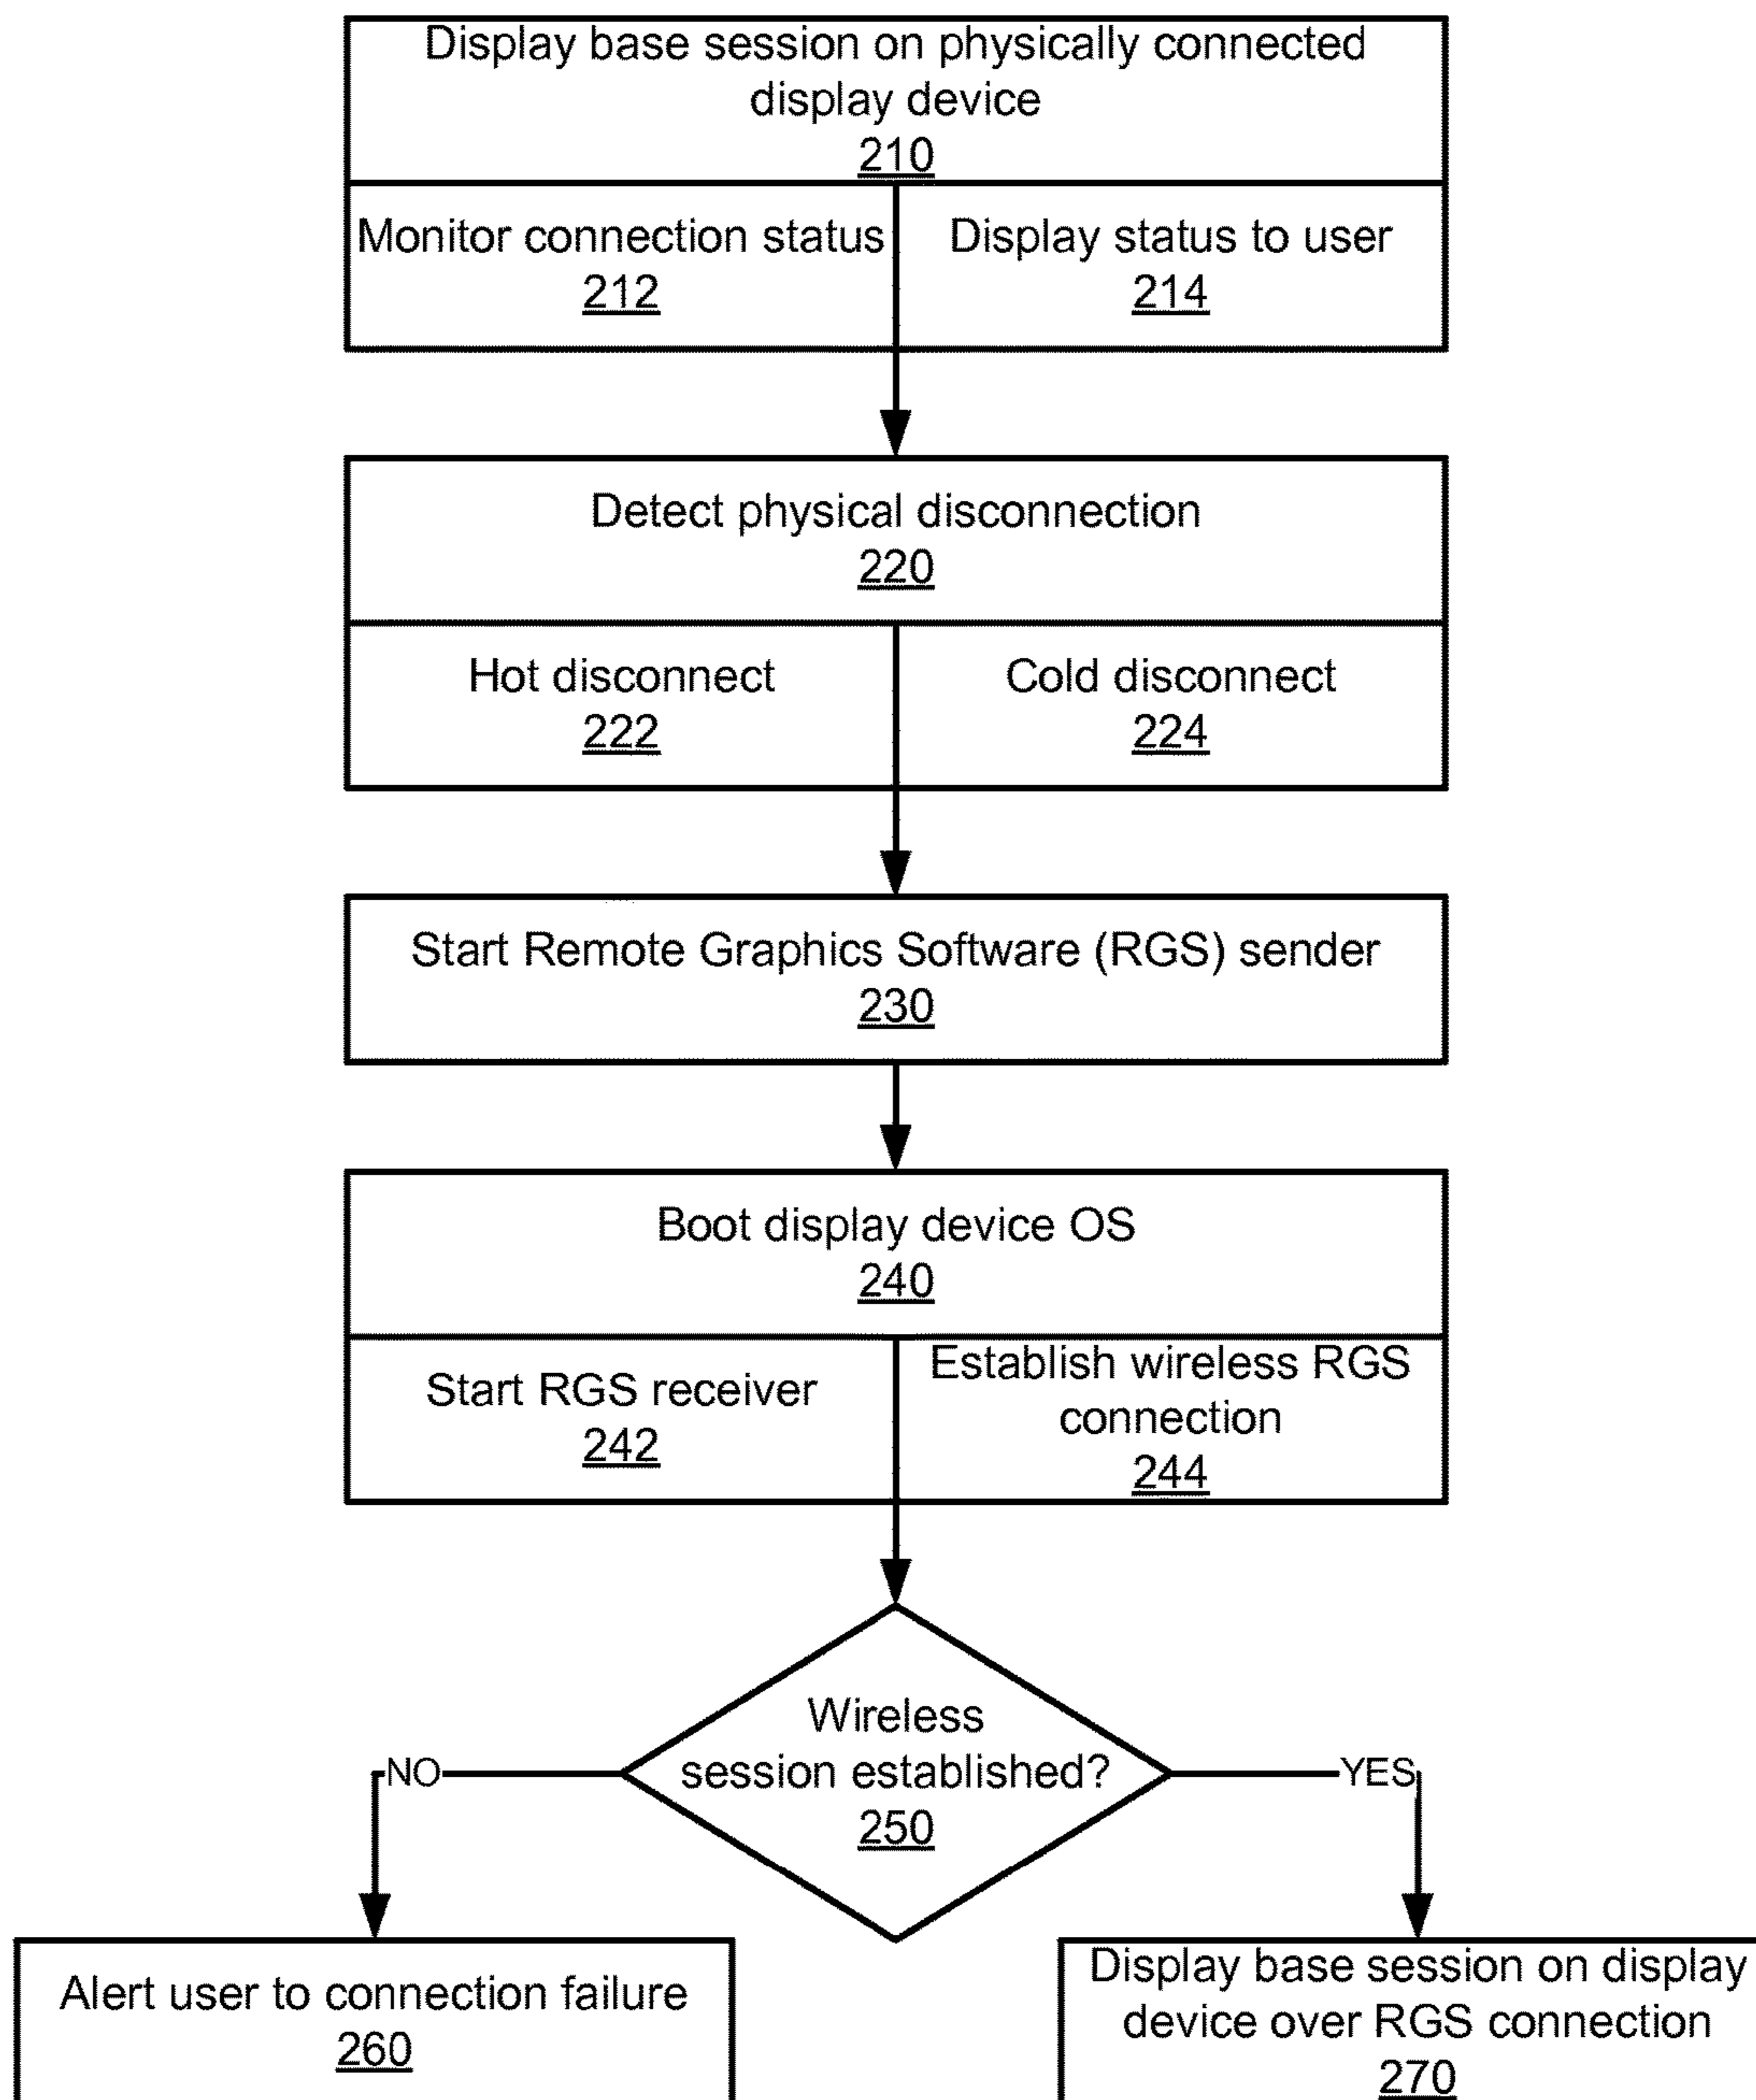 Display base session on physically connected
display device
210
Monitor connection status
212
Display status to user
214
Detect physical disconnection
220
Hot disconnect
222
Cold disconnect
224
Start Remote Graphics Software (RGS) sender
230
Boot display device OS
240
Start RGS receiver
242
Establish wireless RGS
connection
244
Wireless
session established?
250
NO
YES
Alert user to connection failure
260
Display base session on display
device over RGS connection
270